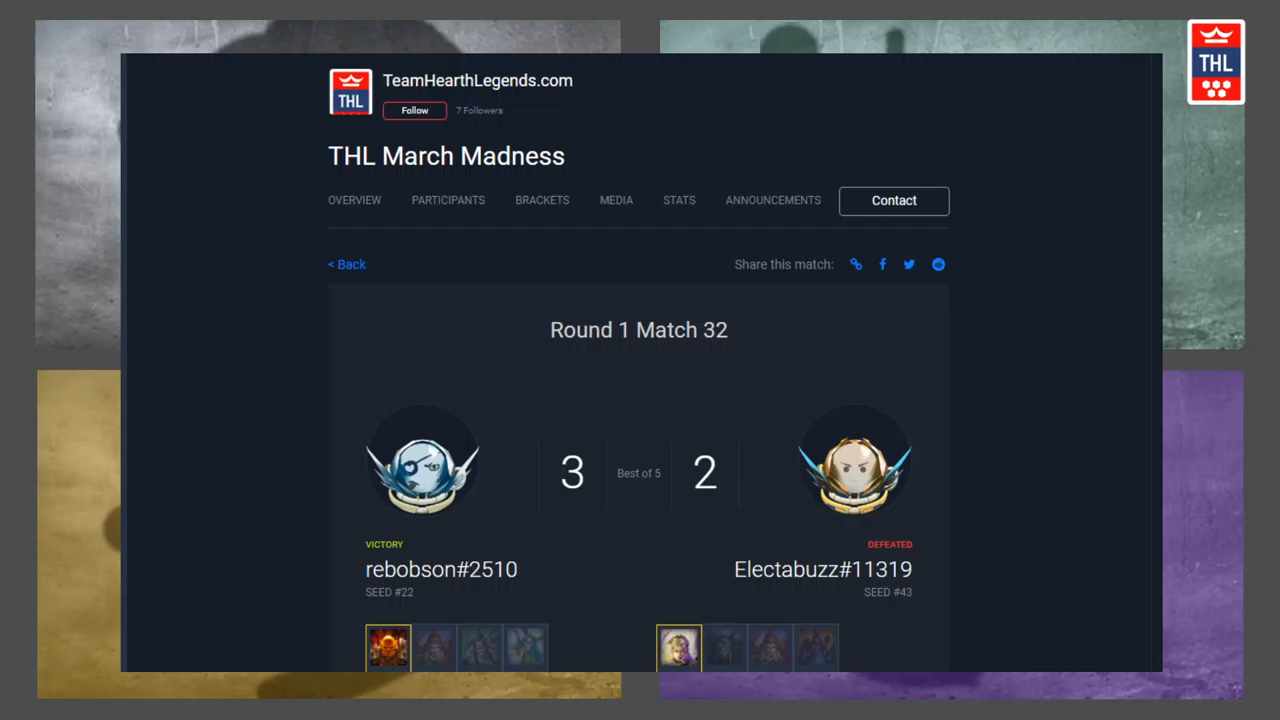 THL
THL
TeamHearthLegends.com
Follow 7 Followers
THL March Madness
OVERVIEW PARTICIPANTS BRACKETS MEDIA STATS ANNOUNCEMENTS Contact
< Back Share this match:
Round 1 Match 32
3 Best of 5 2
VICTORY DEFEATED
rebobson#2510 Electabuzz#11319
SEED #22 SEED #43